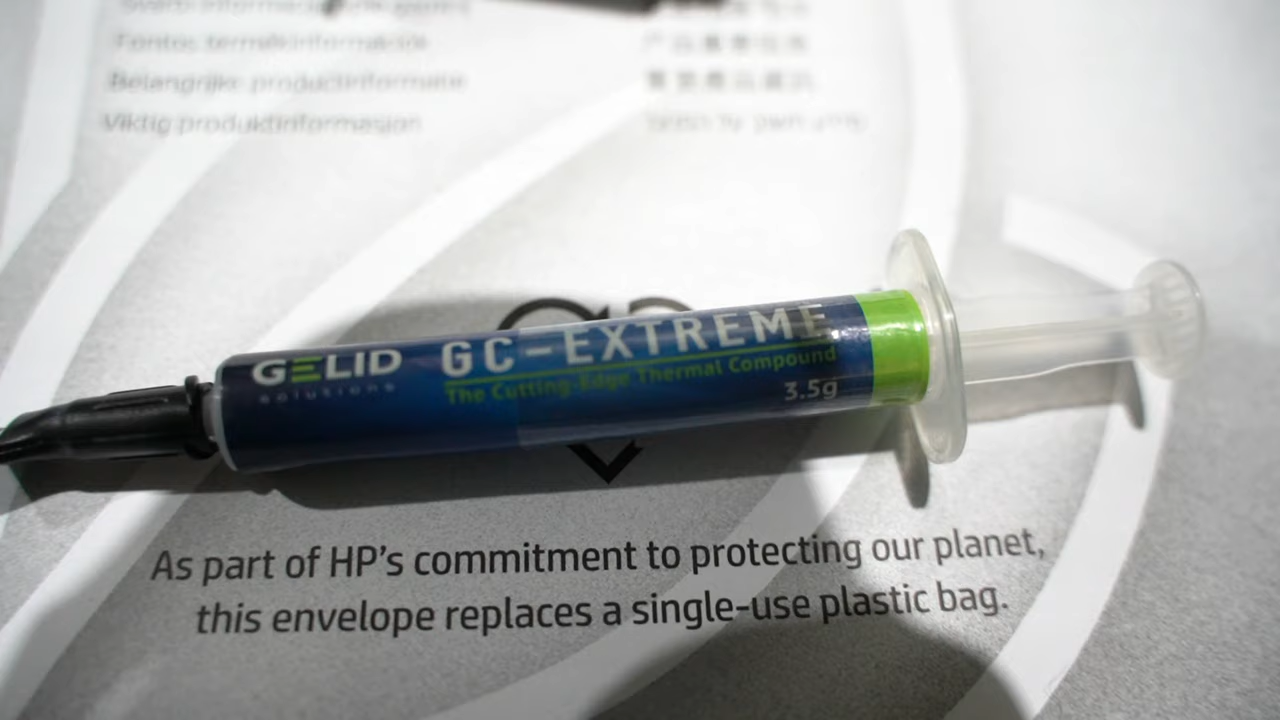 Fontos termékinformációk
Belangrijke productinformatie
Viktig produktinformasjon
GELID
solutions
GC-EXTREME
The Cutting-Edge Thermal Compound
3.5g
As part of HP's commitment to protecting our planet,
this envelope replaces a single-use plastic bag.